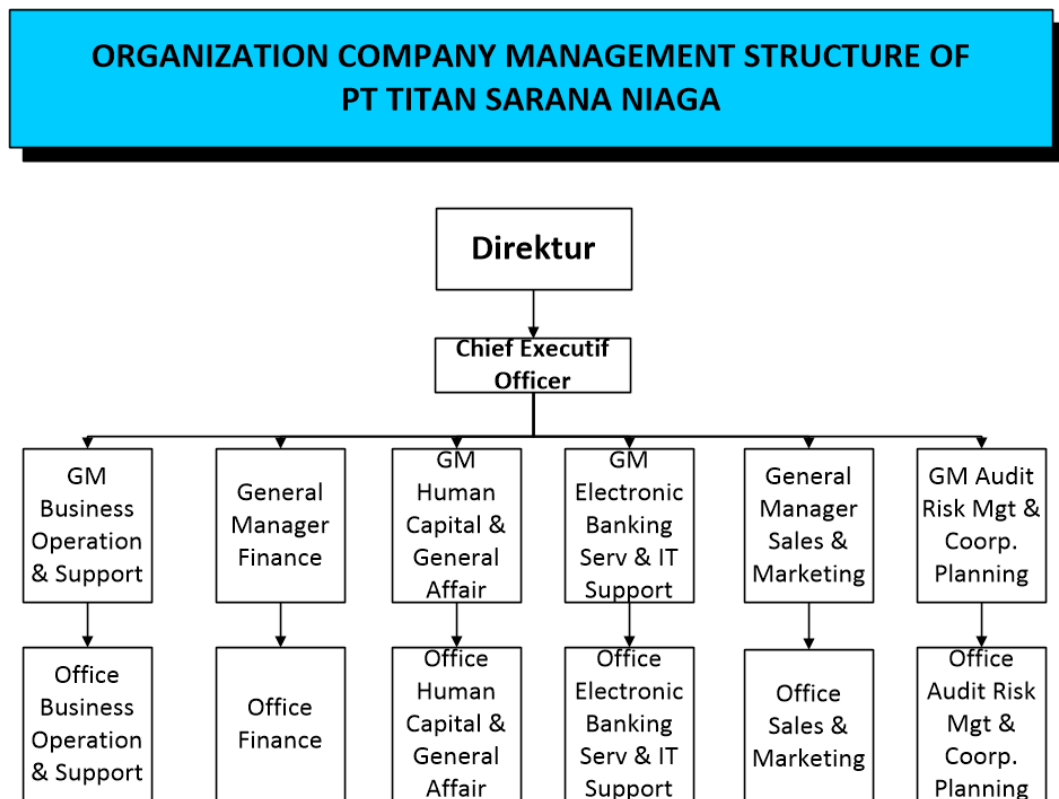 ORGANIZATION COMPANY MANAGEMENT STRUCTURE OF
PT TITAN SARANA NIAGA
Direktur
Chief Executif
Officer
GM
Business
Operation
& Support
General
Manager
Finance
GM
Human
Capital &
General
Affair
GM
Electronic
Banking
Serv & IT
Support
General
Manager
Sales &
Marketing
GM Audit
Risk Mgt &
Coorp.
Planning
Office
Business
Operation
& Support
Office
Finance
Office
Human
Capital &
General
Affair
Office
Electronic
Banking
Serv & IT
Support
Office
Sales &
Marketing
Office
Audit Risk
Mgt &
Coorp.
Planning